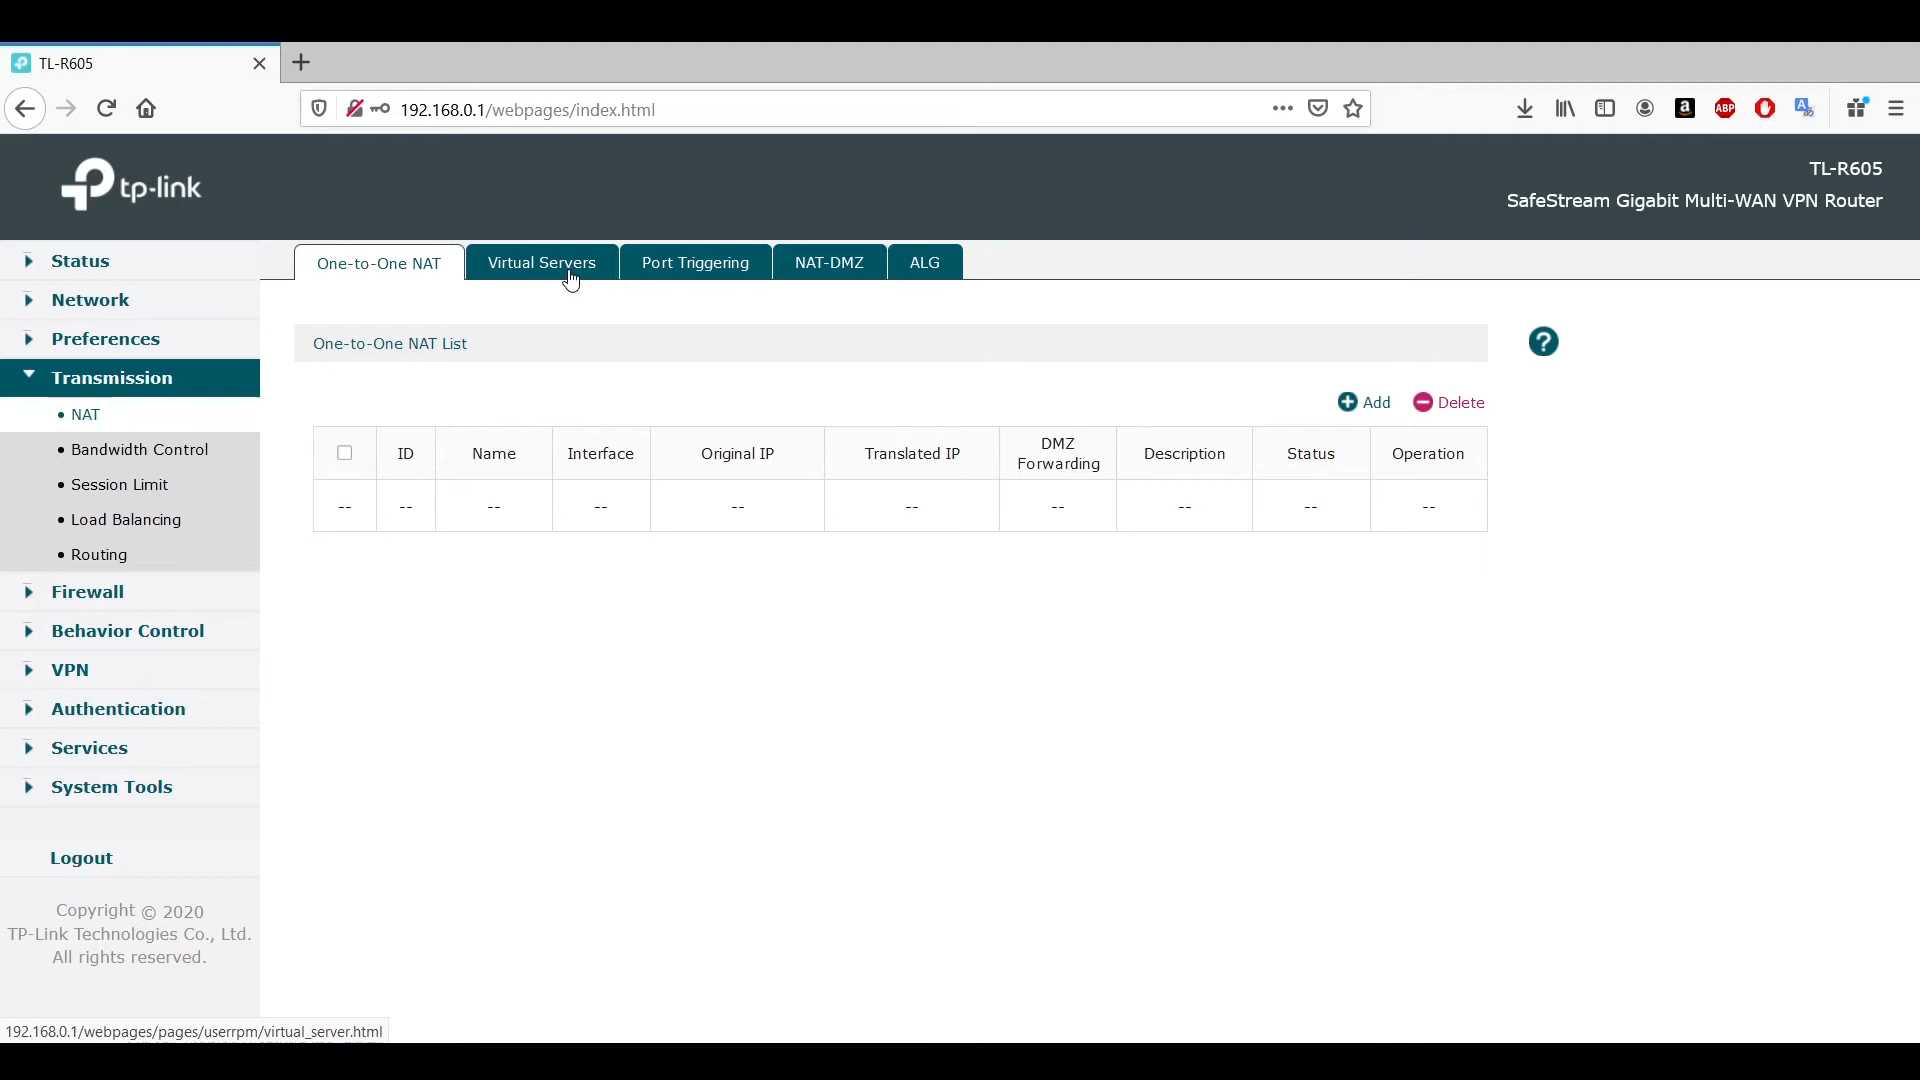 TL-R605
192.168.0.1/webpages/index.html
a
ABP
tp-link
TL-R605
SafeStream Gigabit Multi-WAN VPN Router
Status
Network
Preferences
Transmission
NAT
Bandwidth Control
Session Limit
Load Balancing
Routing
Firewall
Behavior Control
VPN
Authentication
Services
System Tools
Logout
Copyright © 2020
TP-Link Technologies Co., Ltd.
All rights reserved.
One-to-One NAT
Virtual Servers
Port Triggering
NAT-DMZ
ALG
One-to-One NAT List
?
Add
Delete
ID
Name
Interface
Original IP
Translated IP
DMZ
Forwarding
Description
Status
Operation
-- -- -- -- -- -- -- -- -- --
192.168.0.1/webpages/pages/userrpm/virtual_server.html